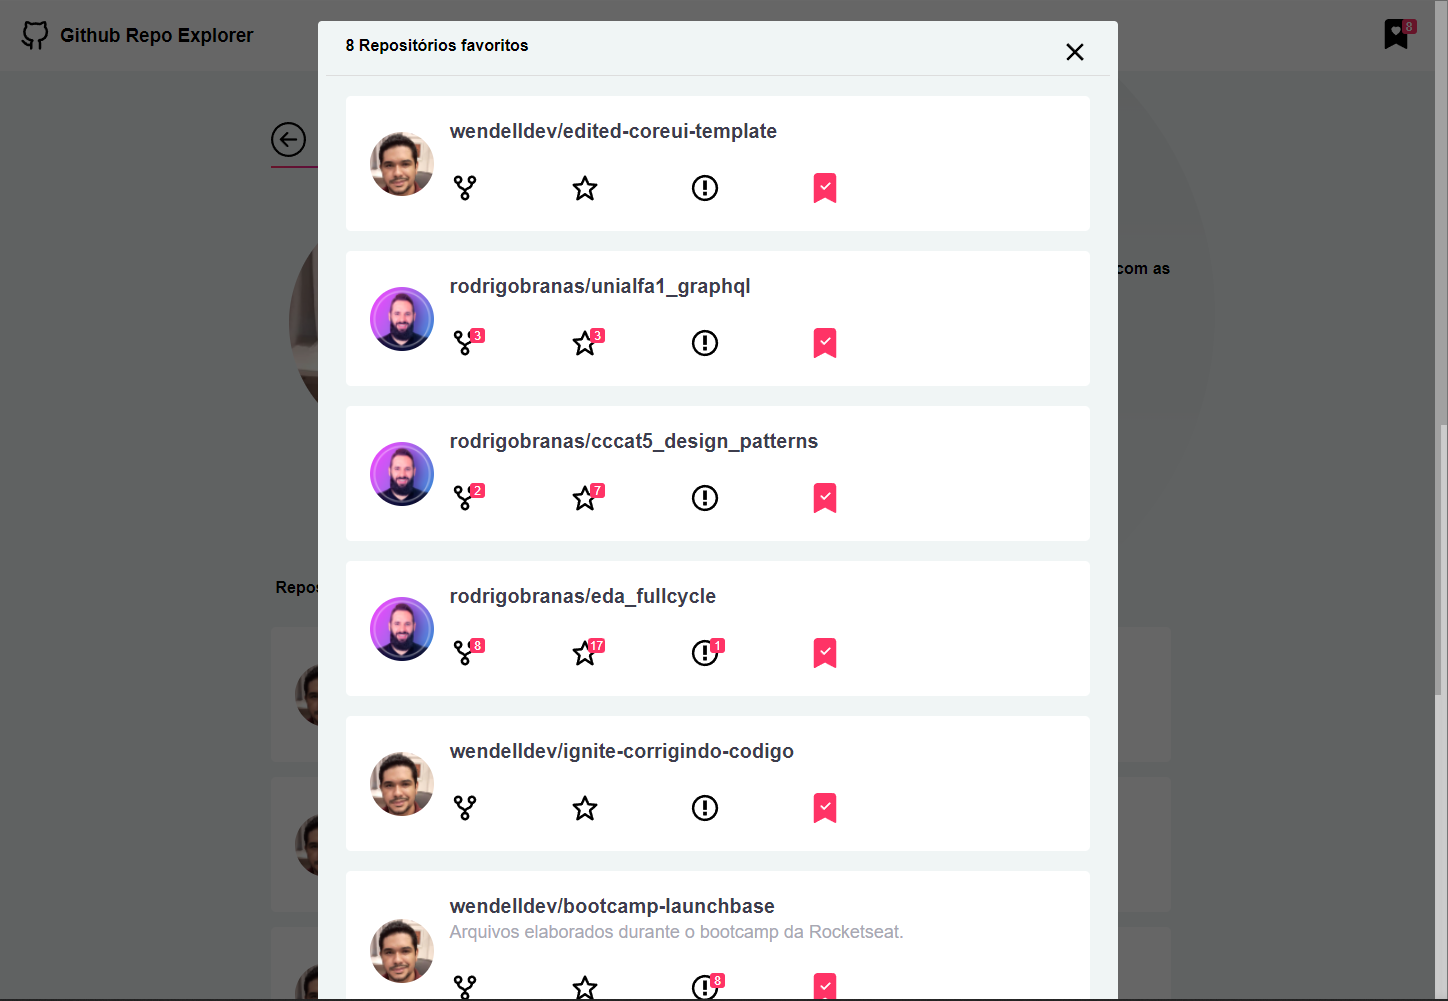 Github Repo Explorer
8
8 Repositórios favoritos
wendelldev/edited-coreui-template
com as
rodrigobranas/unialfa1_graphql
3
3
rodrigobranas/cccat5_design_patterns
2
7
Repos
rodrigobranas/eda_fullcycle
8
17
1
wendelldev/ignite-corrigindo-codigo
wendelldev/bootcamp-launchbase
Arquivos elaborados durante o bootcamp da Rocketseat.
8